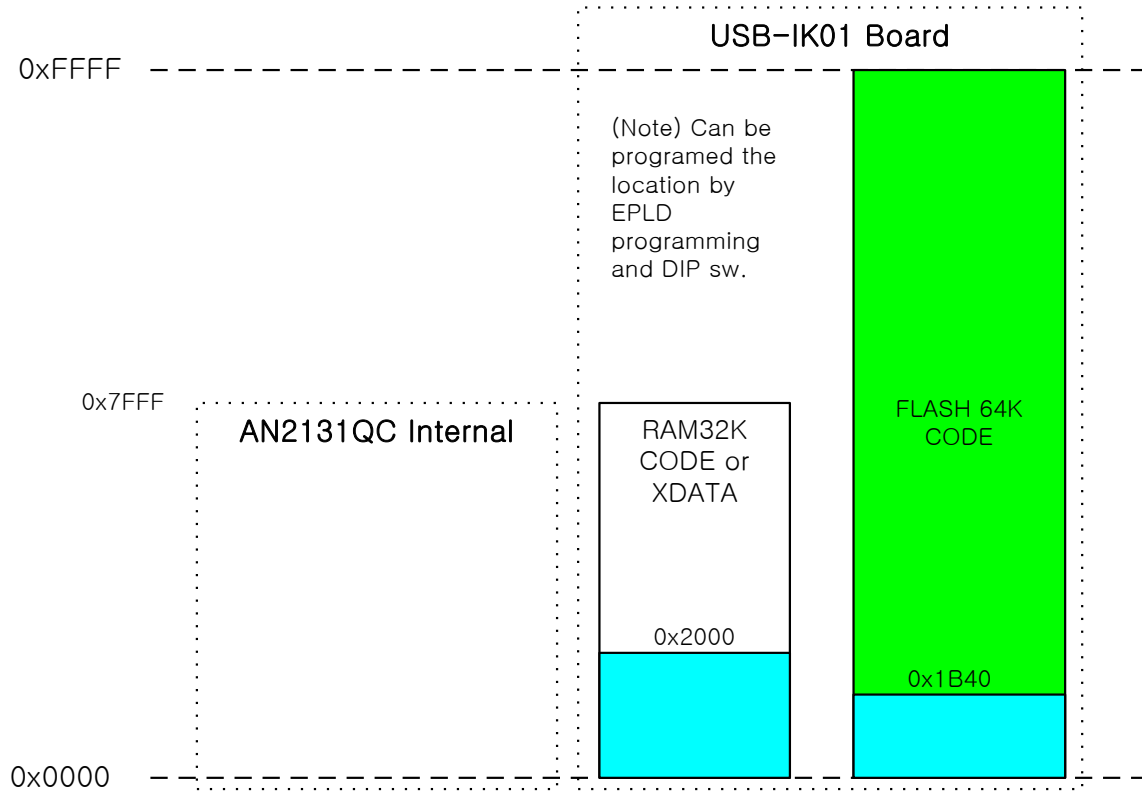 USB-IK01 Board
0xFFFF
(Note) Can be
programed the
location by
EPLD
programming
and DIP sw.
0x7FFF
AN2131QC Internal
RAM32K
CODE or
XDATA
FLASH 64K
CODE
0x2000
0x1B40
0x0000